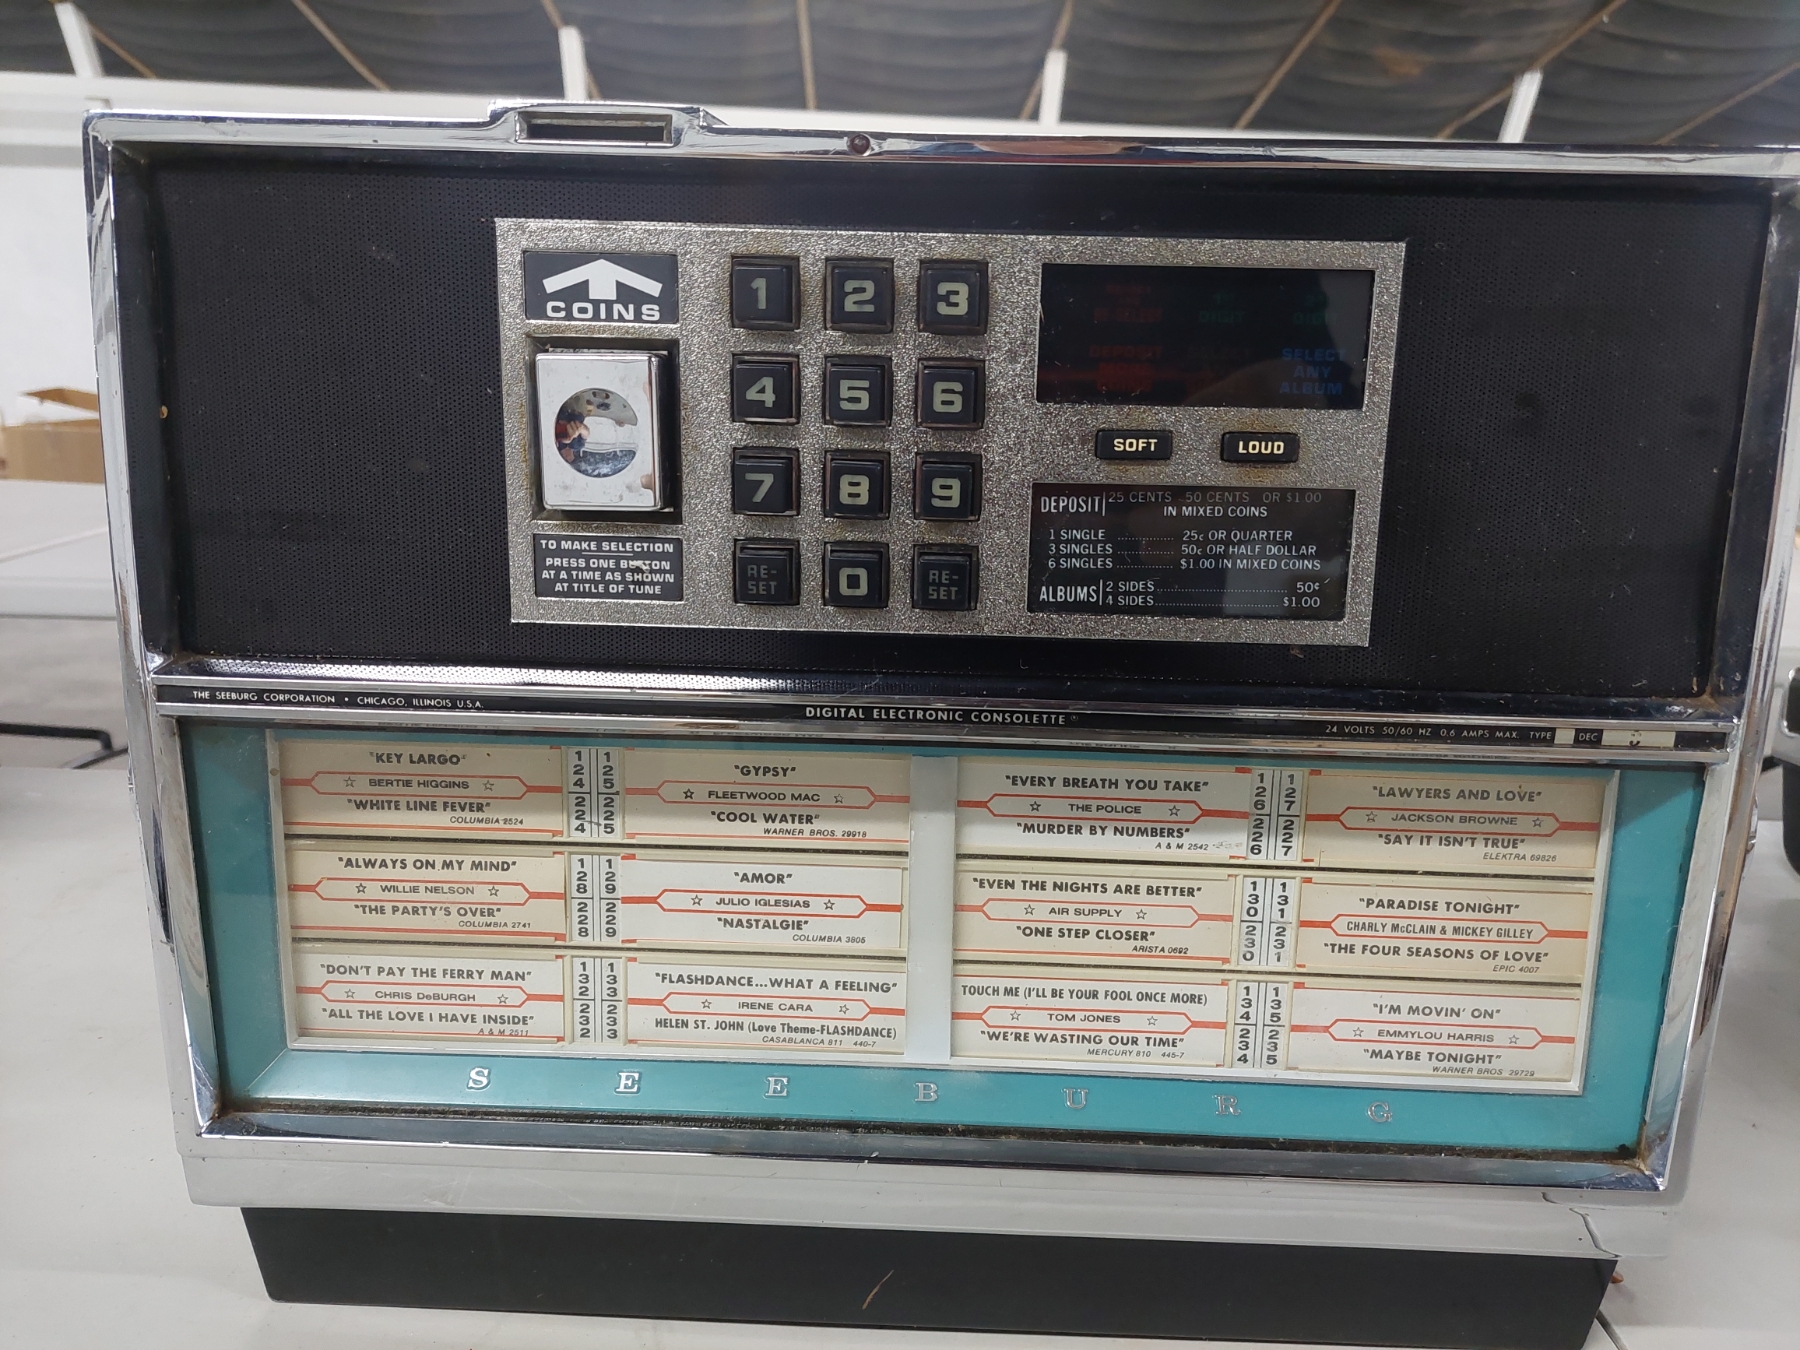 COINS
1 2 3
4 5 6
7 8 9
RE-
SET
0
RE-
SET
TO MAKE SELECTION
PRESS ONE BUTTON
AT A TIME AS SHOWN
AT TITLE OF TUNE
DIGIT
DEPOSIT
SELECT
ANY
ALBUM
SOFT LOUD
DEPOSIT 25 CENTS 50 CENTS OR $1.00
IN MIXED COINS
1 SINGLE ............ 25¢ OR QUARTER
3 SINGLES ............ 50¢ OR HALF DOLLAR
6 SINGLES ............ $1.00 IN MIXED COINS
ALBUMS 2 SIDES ............ 50¢
4 SIDES ............ $1.00
THE SEEBURG CORPORATION • CHICAGO, ILLINOIS U.S.A.
DIGITAL ELECTRONIC CONSOLETTE®
24 VOLTS 50/60 HZ 0.6 AMPS MAX. TYPE DEC
"KEY LARGO"
BERTIE HIGGINS
"WHITE LINE FEVER"
COLUMBIA 2524
124 125
224 225
"GYPSY"
FLEETWOOD MAC
"COOL WATER"
WARNER BROS. 29918
"EVERY BREATH YOU TAKE"
THE POLICE
"MURDER BY NUMBERS"
A & M 2542
126 127
226 227
"LAWYERS AND LOVE"
JACKSON BROWNE
"SAY IT ISN'T TRUE"
ELEKTRA 69826
"ALWAYS ON MY MIND"
WILLIE NELSON
"THE PARTY'S OVER"
COLUMBIA 2741
128 129
228 229
"AMOR"
JULIO IGLESIAS
"NASTALGIE"
COLUMBIA 3805
"EVEN THE NIGHTS ARE BETTER"
AIR SUPPLY
"ONE STEP CLOSER"
ARISTA 0692
130 131
230 231
"PARADISE TONIGHT"
CHARLY McCLAIN & MICKEY GILLEY
"THE FOUR SEASONS OF LOVE"
EPIC 4007
"DON'T PAY THE FERRY MAN"
CHRIS DeBURGH
"ALL THE LOVE I HAVE INSIDE"
A & M 2511
132 133
232 233
"FLASHDANCE...WHAT A FEELING"
IRENE CARA
HELEN ST. JOHN (Love Theme-FLASHDANCE)
CASABLANCA 811 440-7
TOUCH ME (I'LL BE YOUR FOOL ONCE MORE)
TOM JONES
"WE'RE WASTING OUR TIME"
MERCURY 810 445-7
134 135
234 235
"I'M MOVIN' ON"
EMMYLOU HARRIS
"MAYBE TONIGHT"
WARNER BROS 29729
SEEBURG